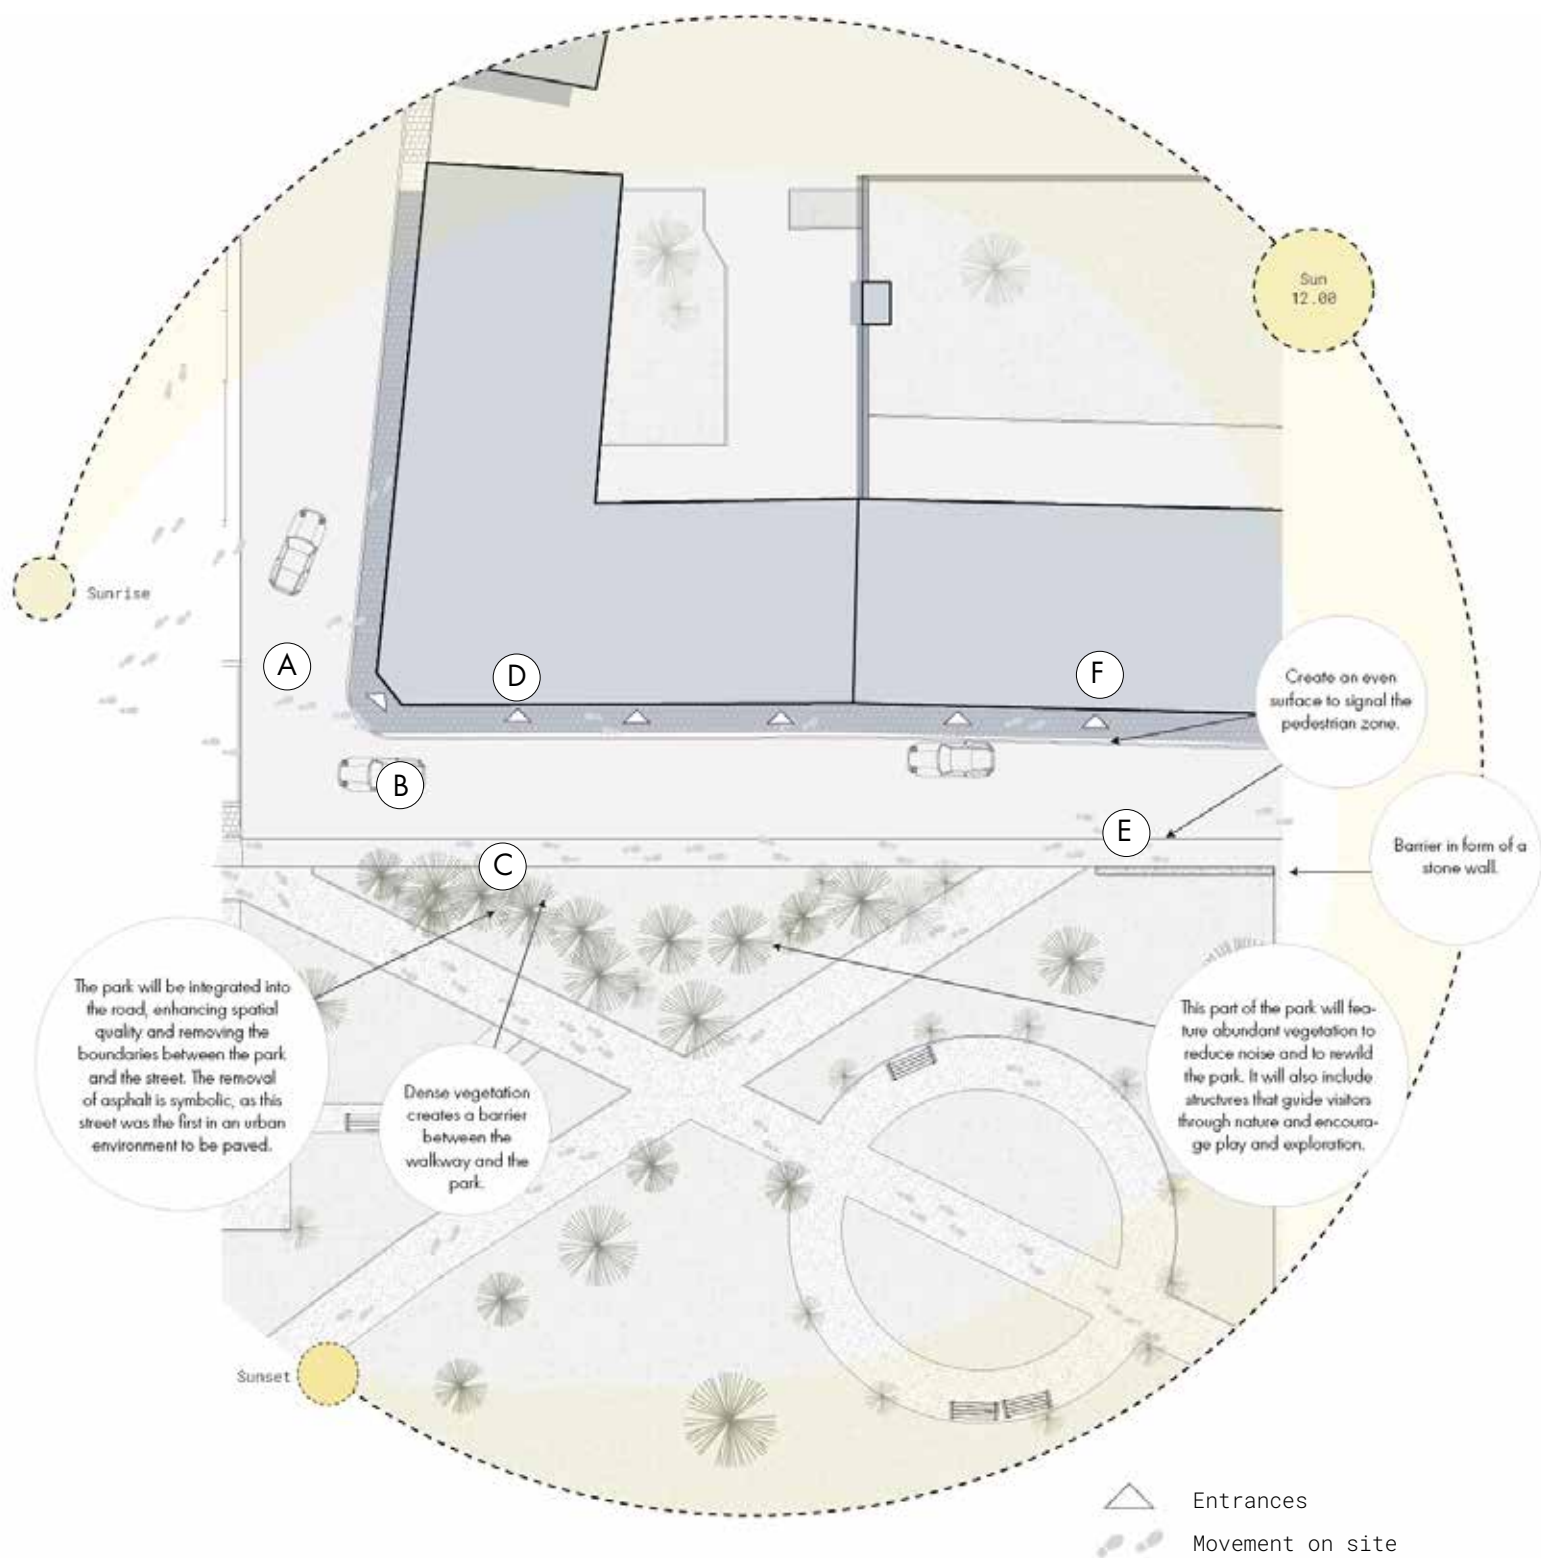 Sun
12.00
Sunrise
A
D
F
Create an even
surface to signal the
pedestrian zone.
B
E
C
Barrier in form of a
stone wall.
The park will be integrated into
the road, enhancing spatial
quality and removing the
boundaries between the park
and the street. The removal
of asphalt is symbolic, as this
street was the first in an urban
environment to be paved.
Dense vegetation
creates a barrier
between the
walkway and the
park.
This part of the park will fea-
ture abundant vegetation to
reduce noise and to rewild
the park. It will also include
structures that guide visitors
through nature and encoura-
ge play and exploration.
Sunset
Entrances
Movement on site